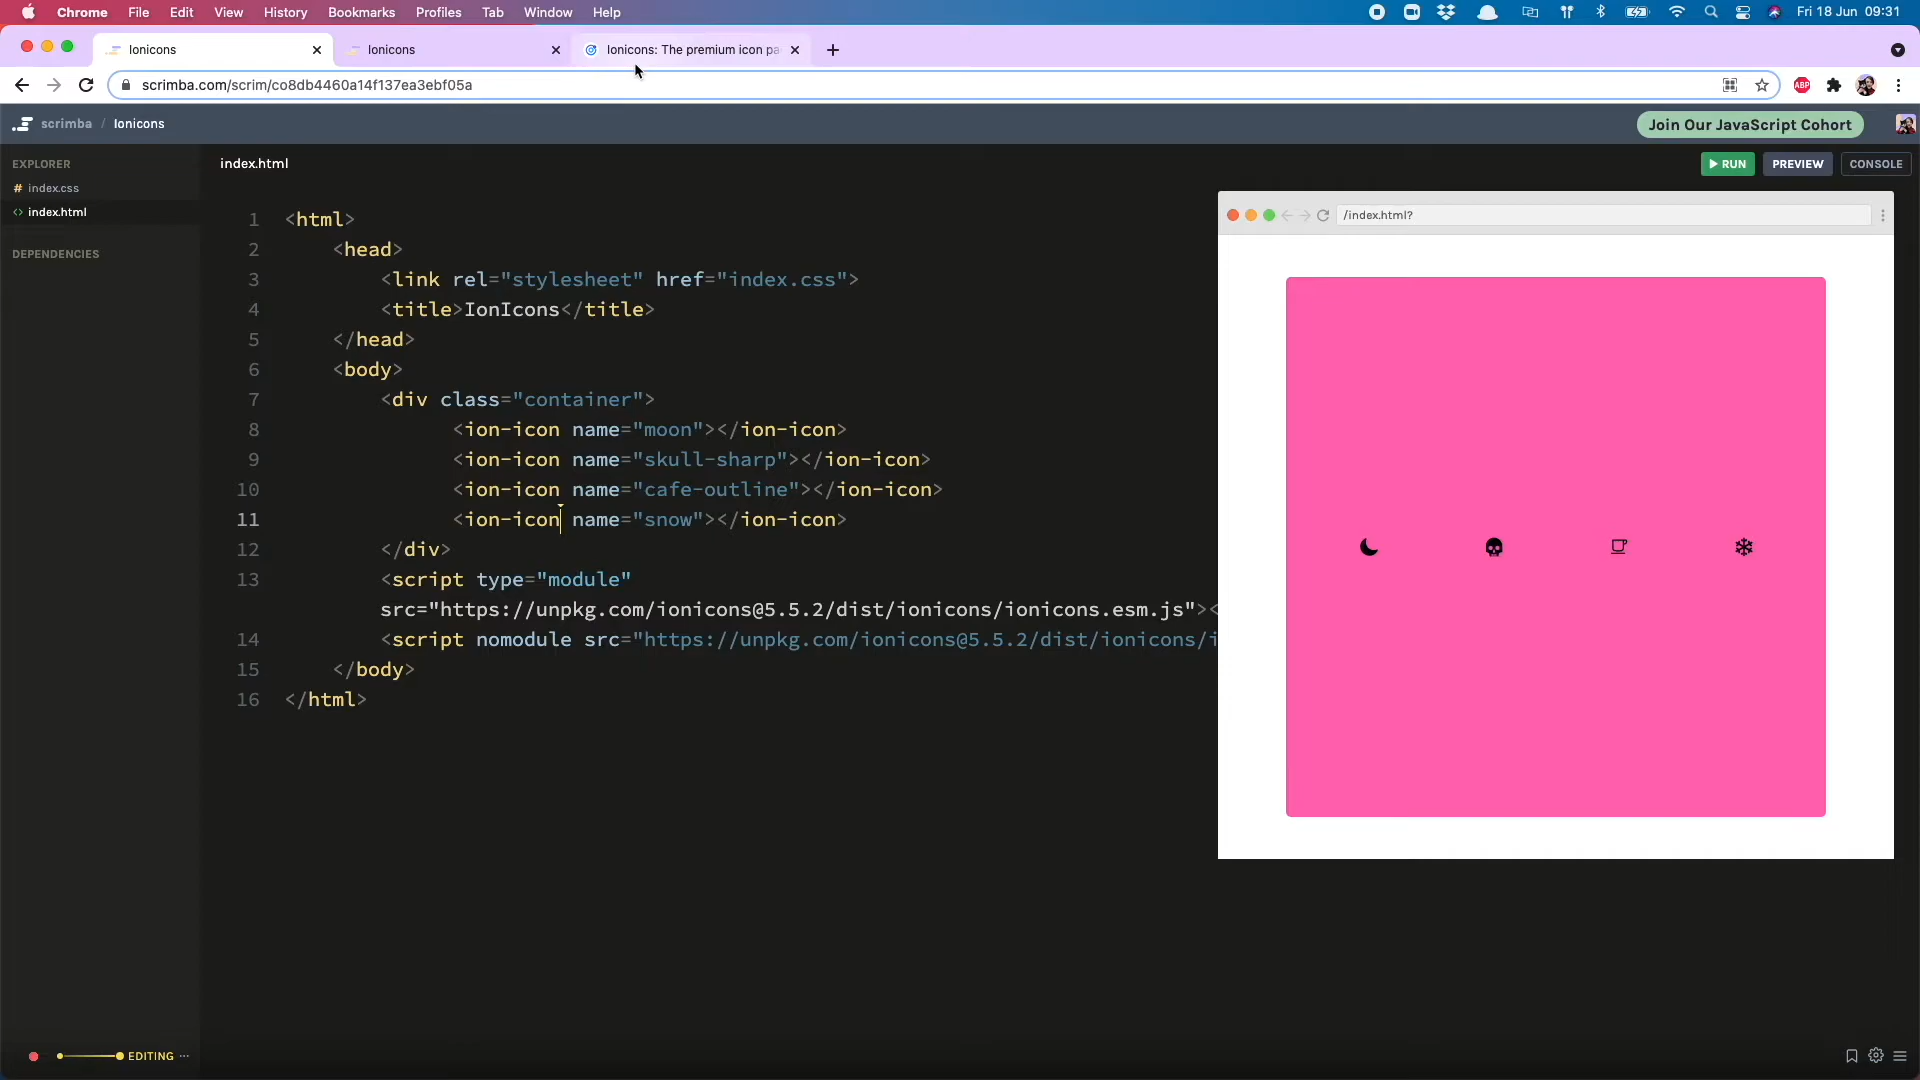 Chrome File Edit View History Bookmarks Profiles Tab Window Help Fri 18 Jun 09:31
Ionicons Ionicons Ionicons: The premium icon pa
scrimba.com/scrim/co8db4460a14f137ea3ebf05a ABP
scrimba / Ionicons Join Our JavaScript Cohort
EXPLORER
# index.css
<> index.html
DEPENDENCIES
index.html RUN PREVIEW CONSOLE
1 <html>
2 <head>
3 <link rel="stylesheet" href="index.css">
4 <title>IonIcons</title>
5 </head>
6 <body>
7 <div class="container">
8 <ion-icon name="moon"></ion-icon>
9 <ion-icon name="skull-sharp"></ion-icon>
10 <ion-icon name="cafe-outline"></ion-icon>
11 <ion-icon name="snow"></ion-icon>
12 </div>
13 <script type="module"
src="https://unpkg.com/ionicons@5.5.2/dist/ionicons/ionicons.esm.js"><
14 <script nomodule src="https://unpkg.com/ionicons@5.5.2/dist/ionicons/i
15 </body>
16 </html>
/index.html?
EDITING ...